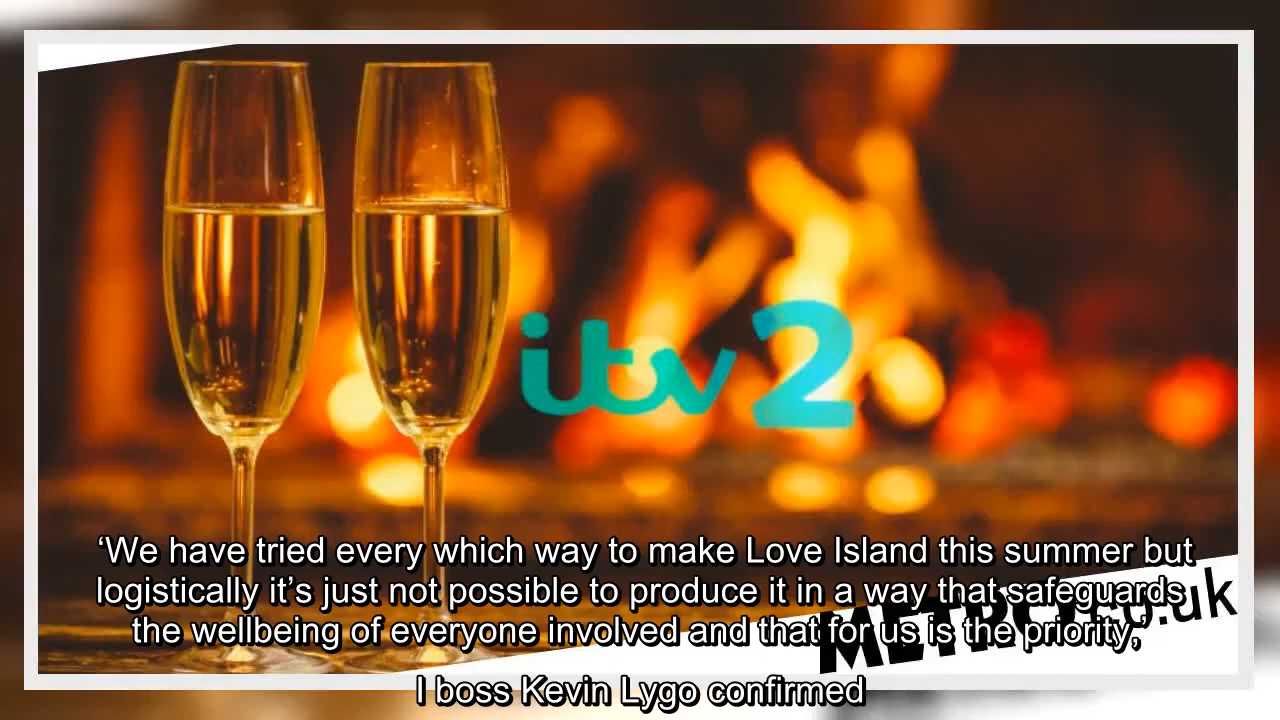 itv2
‘We have tried every which way to make Love Island this summer but
logistically it’s just not possible to produce it in a way that safeguards
the wellbeing of everyone involved and that for us is the priority,’
METRO.co.uk
I boss Kevin Lygo confirmed